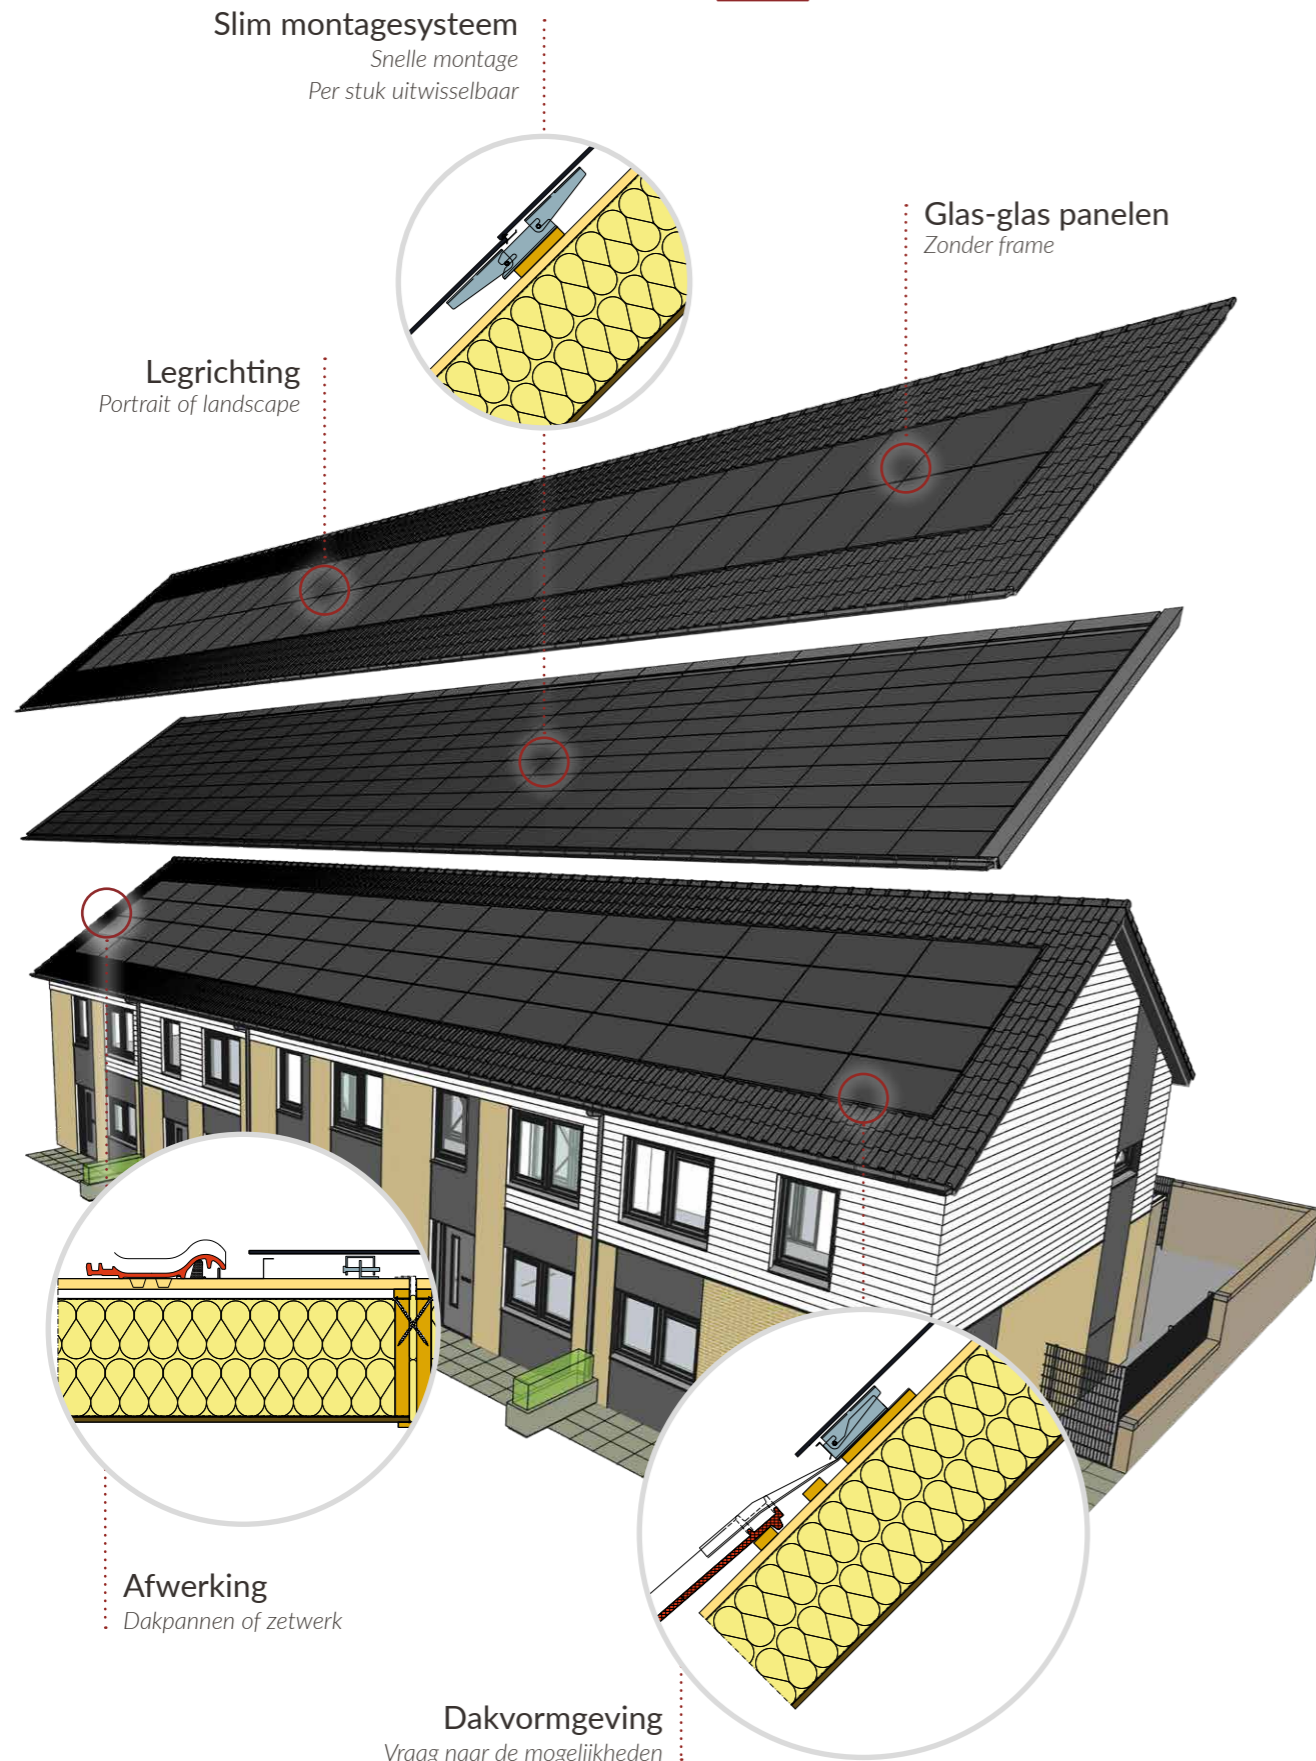 Slim montagesysteem
Snelle montage
Per stuk uitwisselbaar
Glas-glas panelen
Zonder frame
Legrichting
Portrait of landscape
Afwerking
Dakpannen of zetwerk
Dakvormgeving
Vraag naar de mogelijkheden